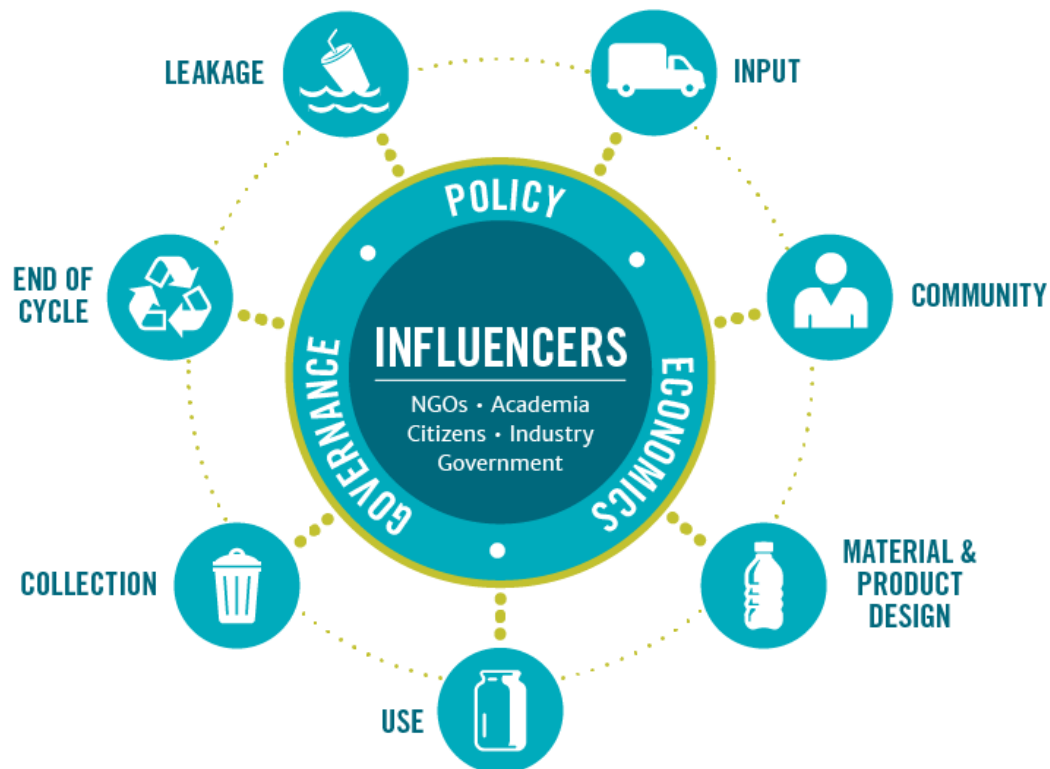 LEAKAGE
INPUT
POLICY
END OF
CYCLE
COMMUNITY
INFLUENCERS
NGOs • Academia
Citizens • Industry
Government
GOVERNANCE
ECONOMICS
COLLECTION
MATERIAL &
PRODUCT
DESIGN
USE